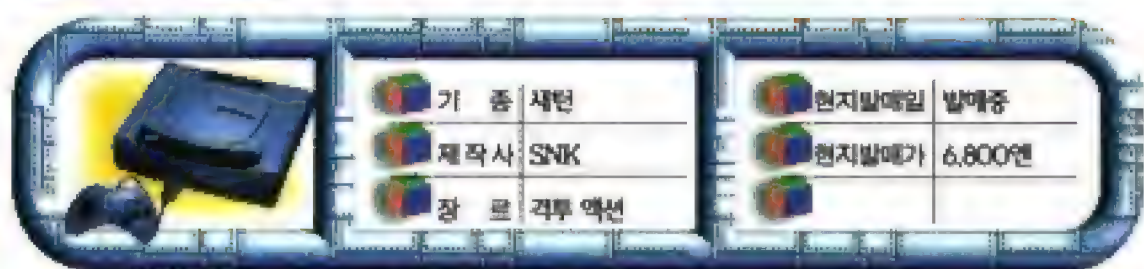 기 종 새턴
제작사 SNK
장 르 격투 액션
현지발매일 발매중
현지발매가 6,800엔